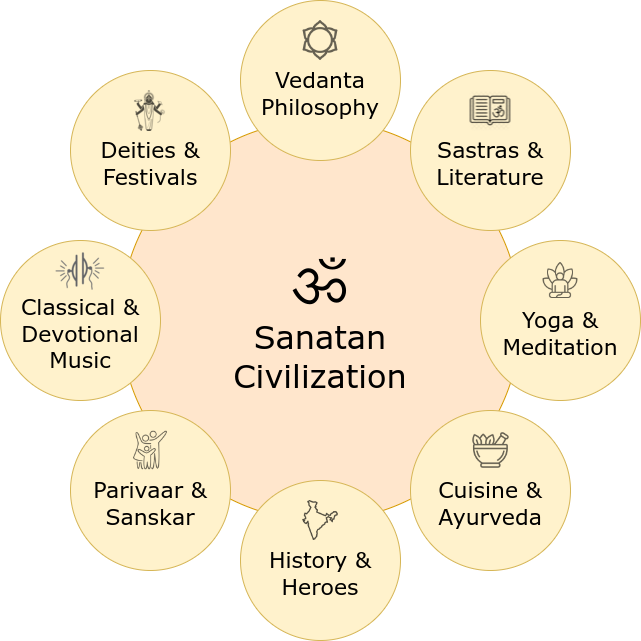 Vedanta
Philosophy
Deities &
Festivals
Sastras &
Literature
Classical &
Devotional
Music
ॐ
Sanatan
Civilization
Yoga &
Meditation
Parivaar &
Sanskar
Cuisine &
Ayurveda
History &
Heroes